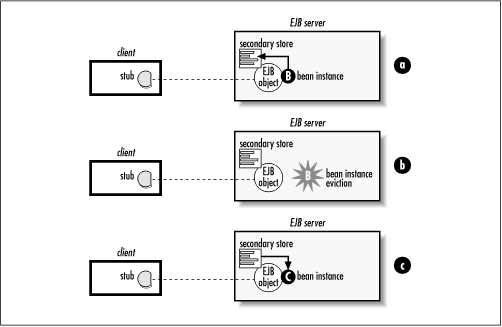 EJB server
client
secondary store
stub
EJB
object
B
bean instance
a
EJB server
client
secondary store
stub
EJB
object
B
bean instance
eviction
b
EJB server
client
secondary store
stub
EJB
object
C
bean instance
c